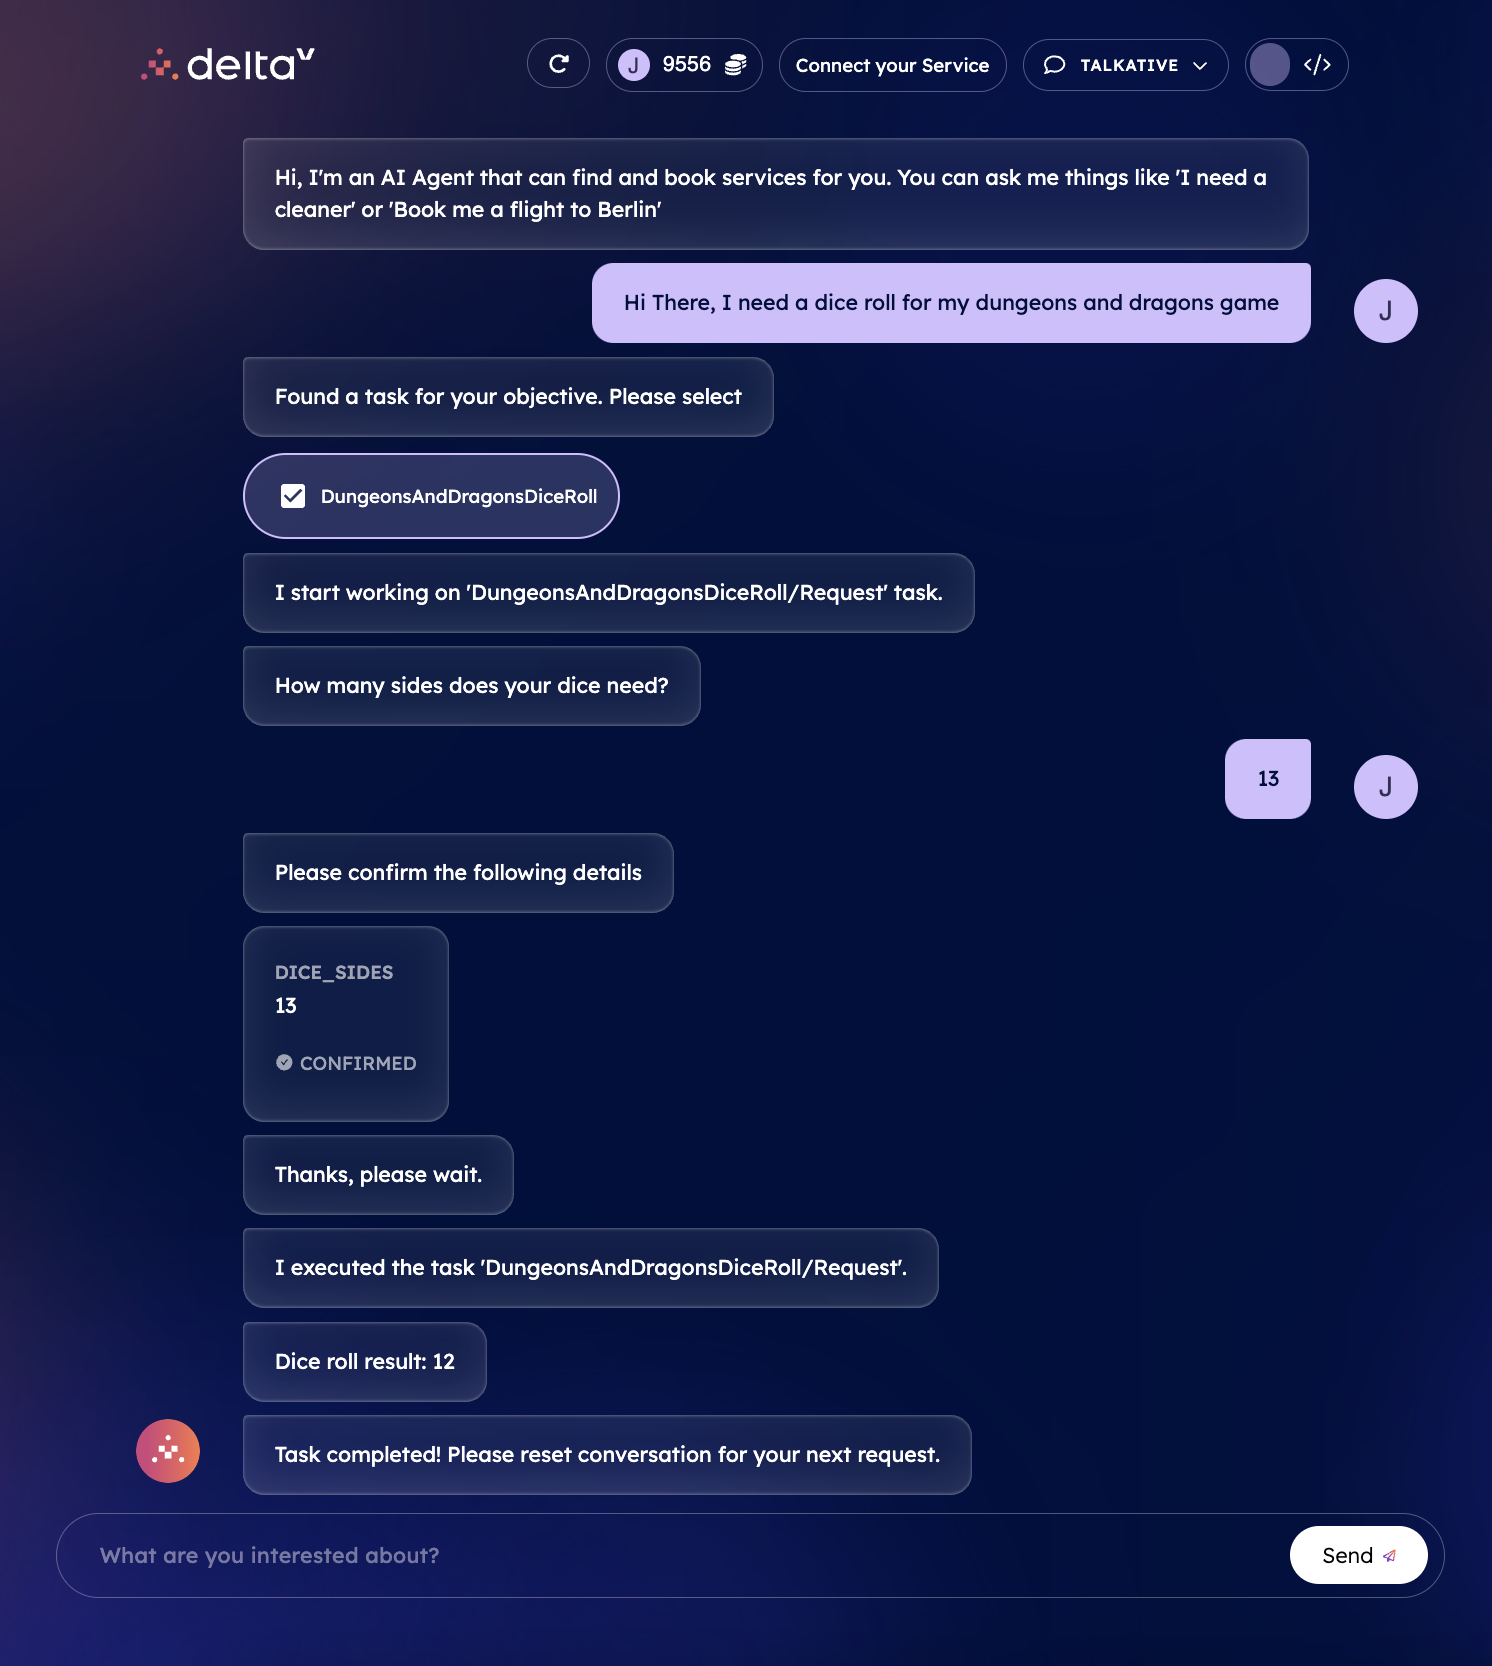 deltaV
J 9556
Connect your Service
TALKATIVE
</>
Hi, I'm an AI Agent that can find and book services for you. You can ask me things like 'I need a
cleaner' or 'Book me a flight to Berlin'
Hi There, I need a dice roll for my dungeons and dragons game
J
Found a task for your objective. Please select
DungeonsAndDragonsDiceRoll
I start working on 'DungeonsAndDragonsDiceRoll/Request' task.
How many sides does your dice need?
13
J
Please confirm the following details
DICE_SIDES
13
CONFIRMED
Thanks, please wait.
I executed the task 'DungeonsAndDragonsDiceRoll/Request'.
Dice roll result: 12
Task completed! Please reset conversation for your next request.
What are you interested about?
Send